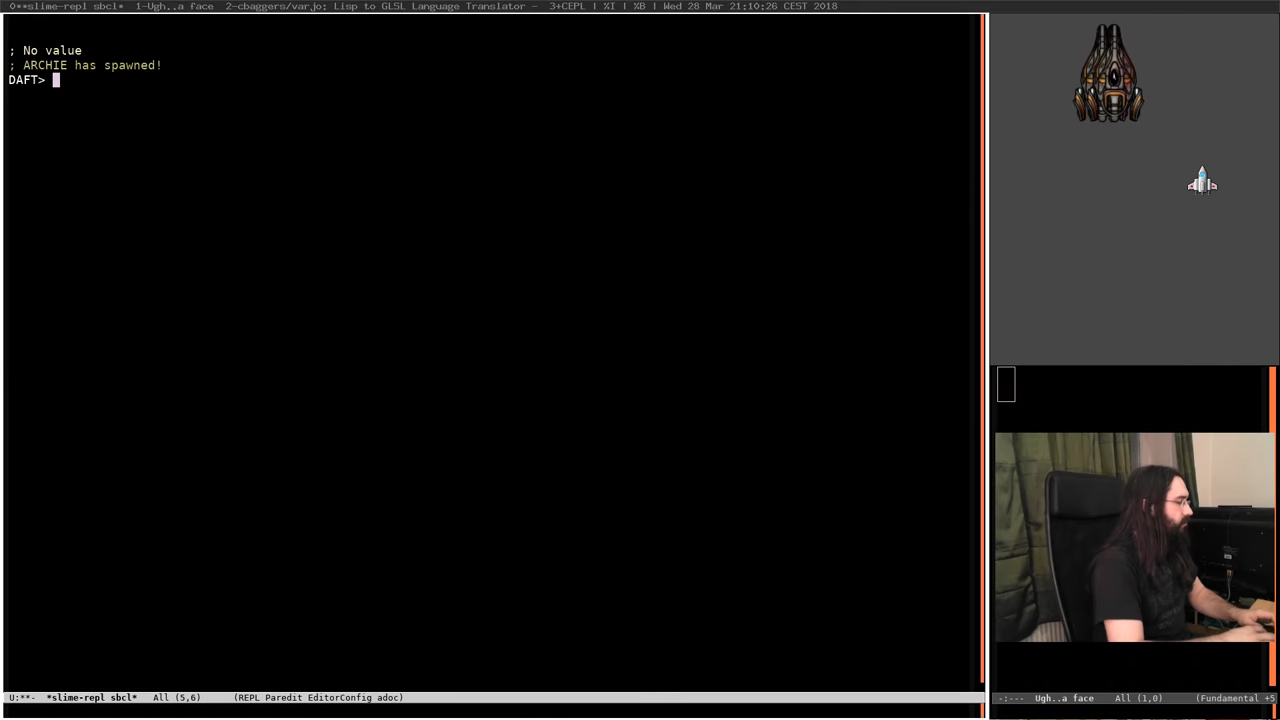 0**slime-repl sbcl*  1-Ugh..a face  2-cbaggers/varjo: Lisp to GLSL Language Translator -  3+CEPL | %I | %B | Wed 28 Mar 21:10:26 CEST 2018
; No value
; ARCHIE has spawned!
DAFT>
U:**-  *slime-repl sbcl*   All (5,6)      (REPL Paredit EditorConfig adoc)
-:---  Ugh..a face    All (1,0)      (Fundamental +5